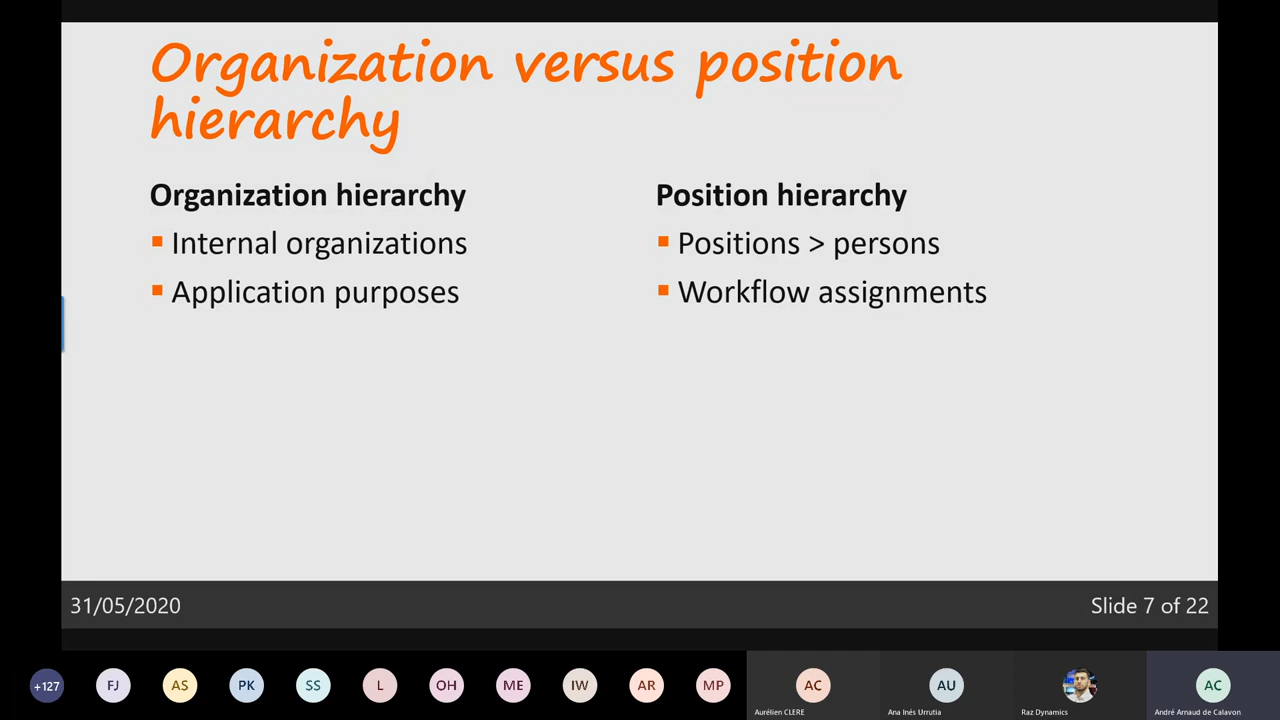 Organization versus position
hierarchy
Organization hierarchy
Internal organizations
Application purposes
Position hierarchy
Positions > persons
Workflow assignments
31/05/2020
Slide 7 of 22
+127
FJ
AS
PK
SS
L
OH
ME
IW
AR
MP
AC
Aurélien CLERE
AU
Ana Inés Urrutia
Raz Dynamics
AC
André Arnaud de Calavon